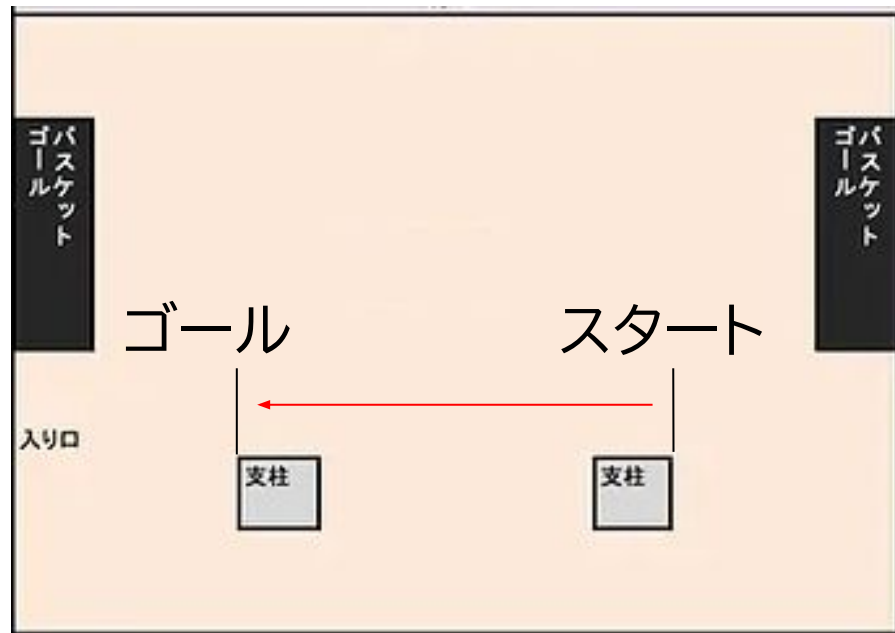 バスケット
ゴール
バスケット
ゴール
ゴール
スタート
入り口
支柱
支柱